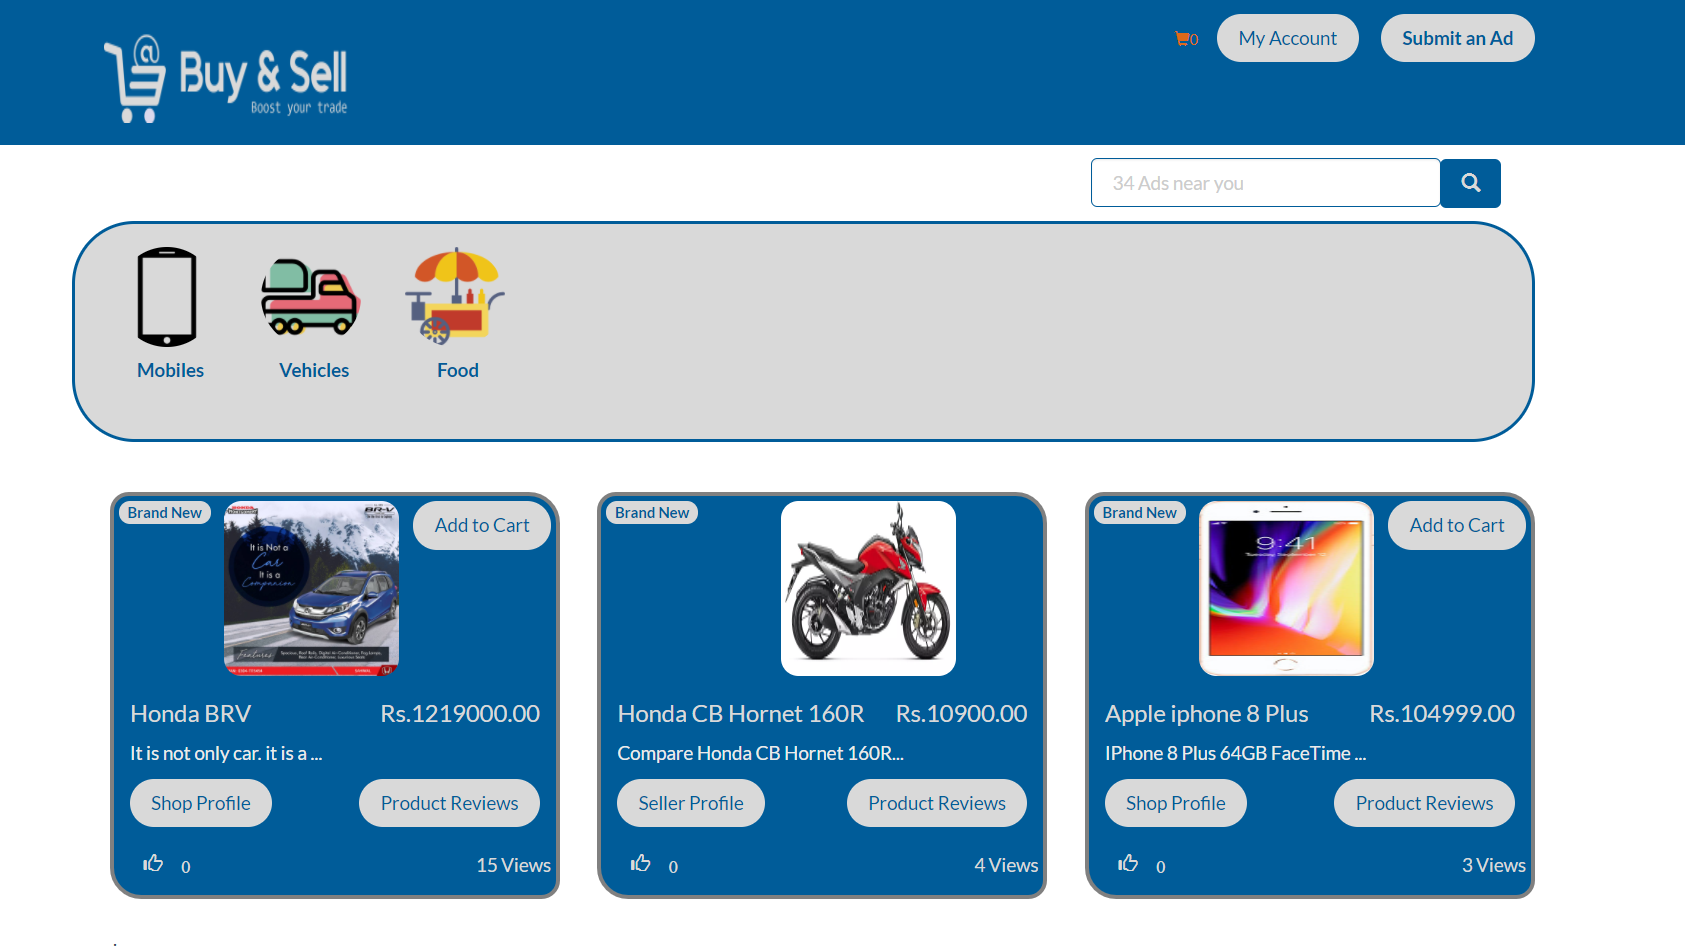 @ Buy & Sell
Boost your trade
0
My Account
Submit an Ad
34 Ads near you
Mobiles
Vehicles
Food
Brand New
It is Not a
Car
It is a
Companion
BR-V
Features
Add to Cart
Honda BRV
Rs.1219000.00
It is not only car. it is a ...
Shop Profile
Product Reviews
0
15 Views
Brand New
Honda CB Hornet 160R
Rs.10900.00
Compare Honda CB Hornet 160R...
Seller Profile
Product Reviews
0
4 Views
Brand New
9:41
Add to Cart
Apple iphone 8 Plus
Rs.104999.00
IPhone 8 Plus 64GB FaceTime ...
Shop Profile
Product Reviews
0
3 Views